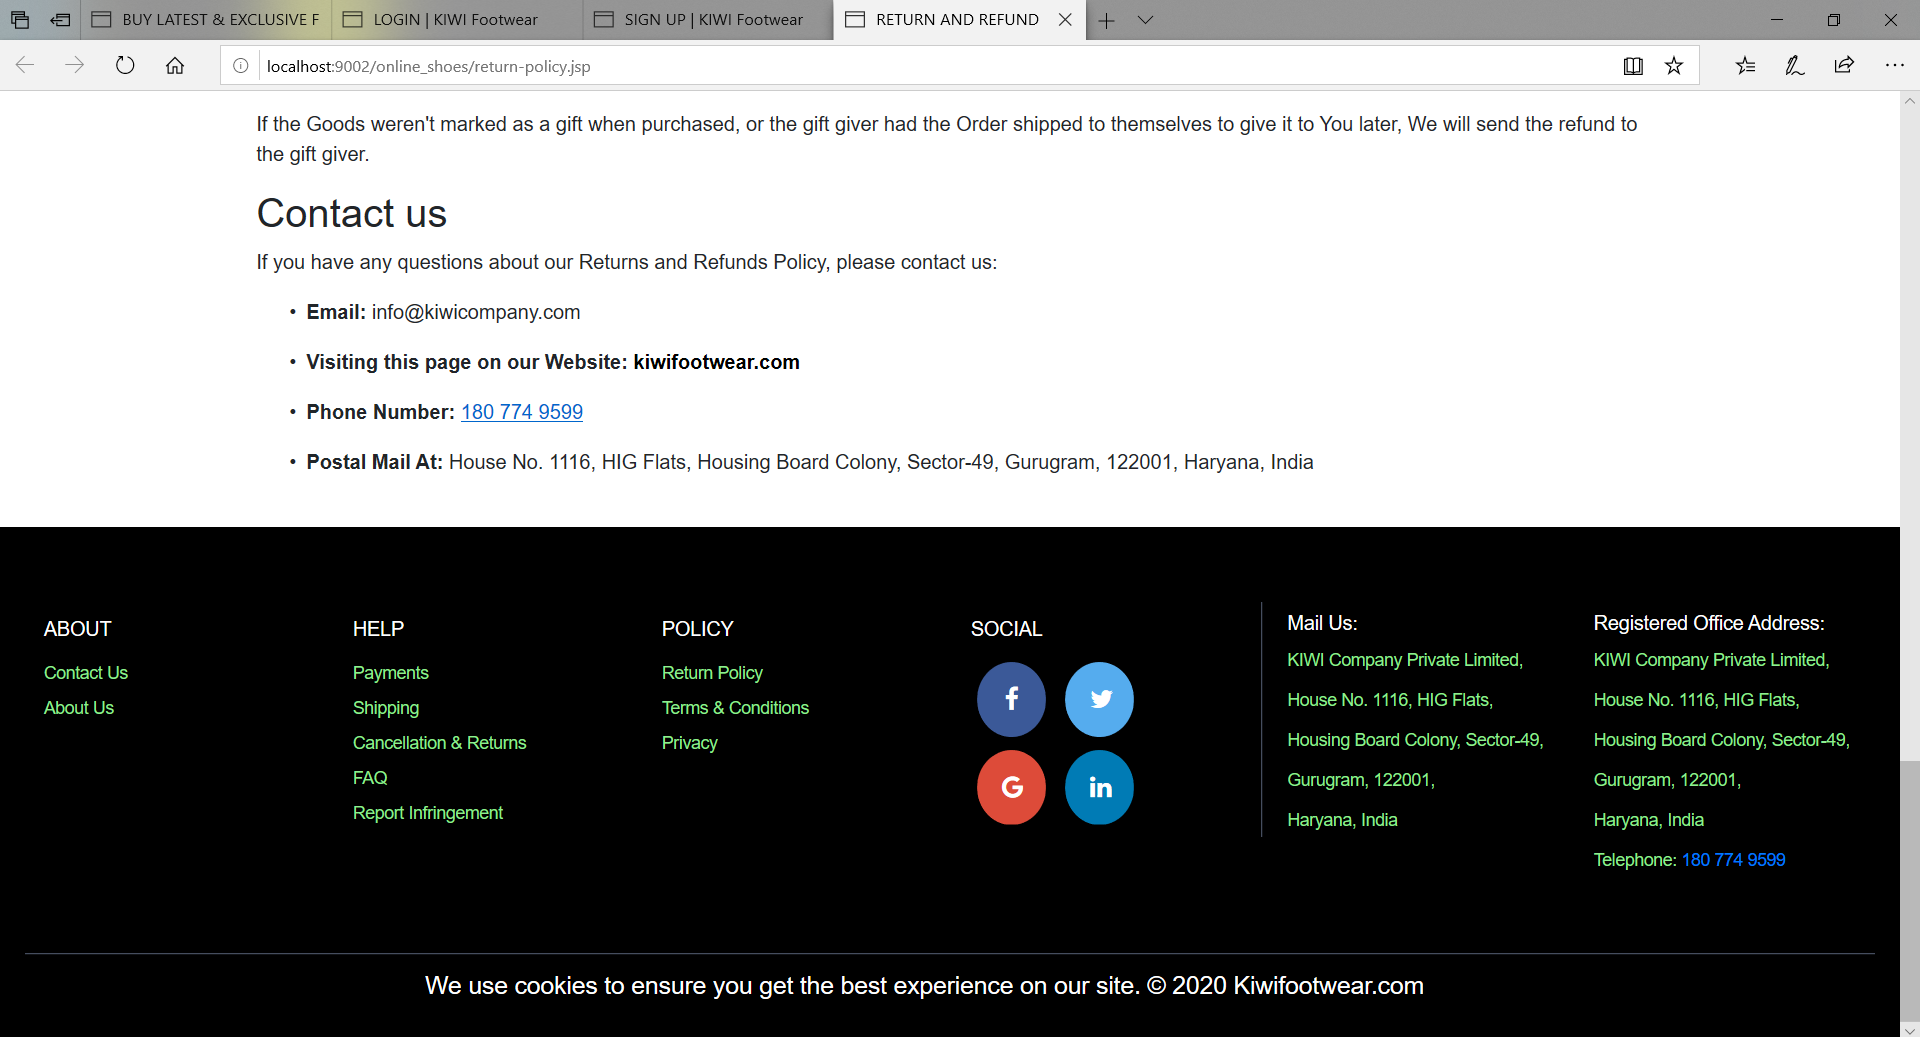 BUY LATEST & EXCLUSIVE F
LOGIN | KIWI Footwear
SIGN UP | KIWI Footwear
RETURN AND REFUND
localhost:9002/online_shoes/return-policy.jsp
If the Goods weren't marked as a gift when purchased, or the gift giver had the Order shipped to themselves to give it to You later, We will send the refund to
the gift giver.
Contact us
If you have any questions about our Returns and Refunds Policy, please contact us:
• Email: info@kiwicompany.com
• Visiting this page on our Website: kiwifootwear.com
• Phone Number: 180 774 9599
• Postal Mail At: House No. 1116, HIG Flats, Housing Board Colony, Sector-49, Gurugram, 122001, Haryana, India
ABOUT
Contact Us
About Us
HELP
Payments
Shipping
Cancellation & Returns
FAQ
Report Infringement
POLICY
Return Policy
Terms & Conditions
Privacy
SOCIAL
f
G
in
Mail Us:
KIWI Company Private Limited,
House No. 1116, HIG Flats,
Housing Board Colony, Sector-49,
Gurugram, 122001,
Haryana, India
Registered Office Address:
KIWI Company Private Limited,
House No. 1116, HIG Flats,
Housing Board Colony, Sector-49,
Gurugram, 122001,
Haryana, India
Telephone: 180 774 9599
We use cookies to ensure you get the best experience on our site. © 2020 Kiwifootwear.com